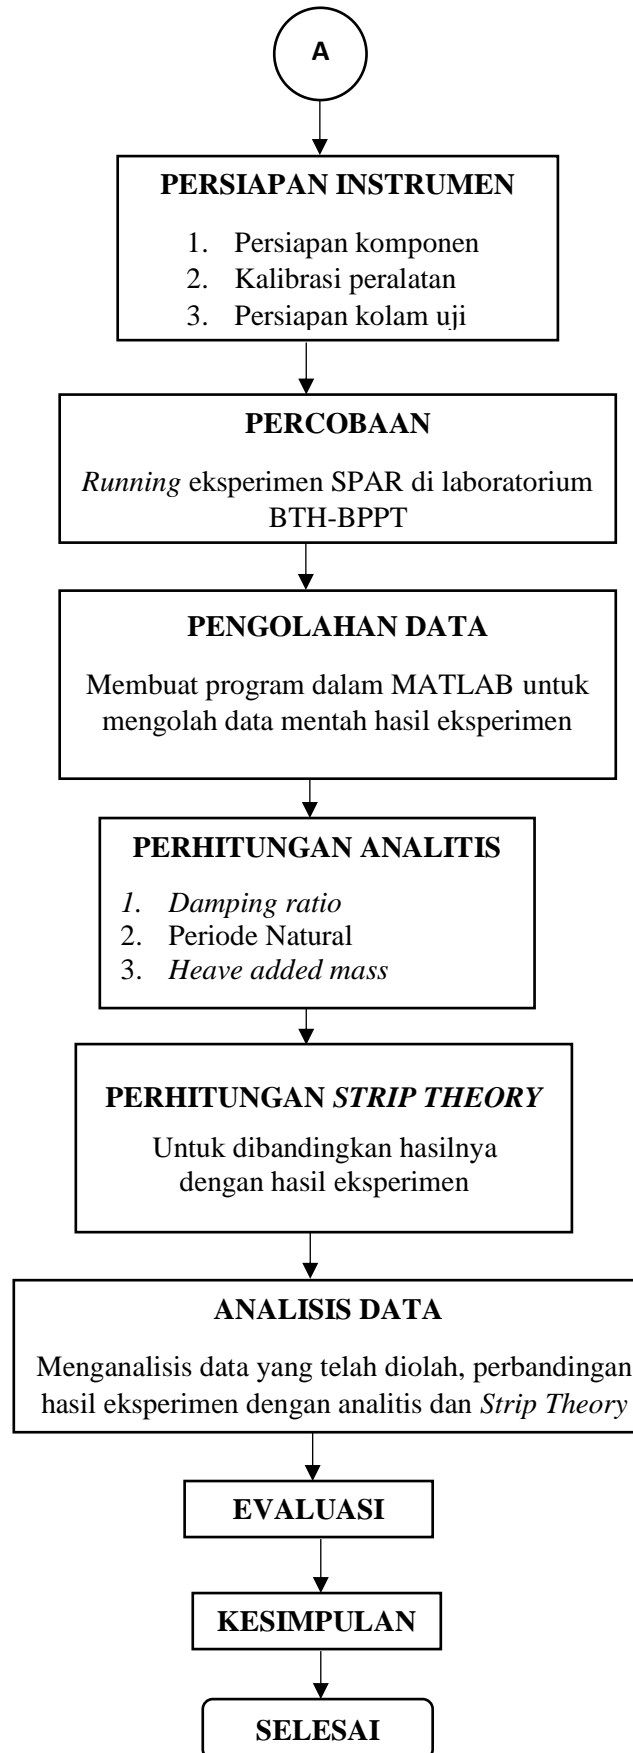 A
PERSIAPAN INSTRUMEN
1. Persiapan komponen
2. Kalibrasi peralatan
3. Persiapan kolam uji
PERCOBAAN
Running eksperimen SPAR di laboratorium
BTH-BPPT
PENGOLAHAN DATA
Membuat program dalam MATLAB untuk
mengolah data mentah hasil eksperimen
PERHITUNGAN ANALITIS
1. Damping ratio
2. Periode Natural
3. Heave added mass
PERHITUNGAN STRIP THEORY
Untuk dibandingkan hasilnya
dengan hasil eksperimen
ANALISIS DATA
Menganalisis data yang telah diolah, perbandingan
hasil eksperimen dengan analitis dan Strip Theory
EVALUASI
KESIMPULAN
SELESAI